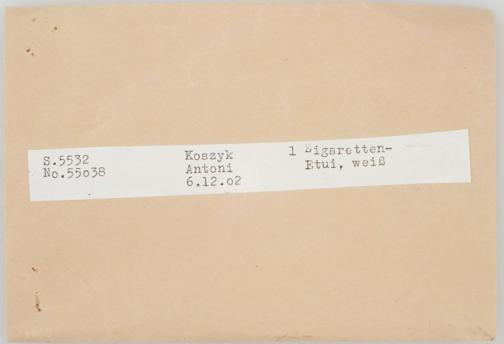 S.5532
No.55038
Koszyk
Antoni
6.12.02
1 Zigaretten-
Etui, weiß